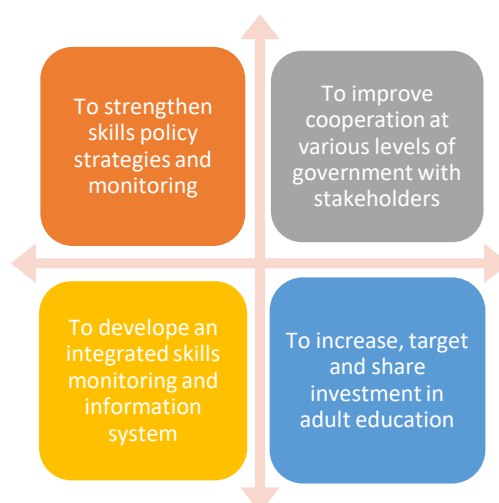 To strengthen
skills policy
strategies and
monitoring
To improve
cooperation at
various levels of
government with
stakeholders
To develope an
integrated skills
monitoring and
information
system
To increase, target
and share
investment in
adult education